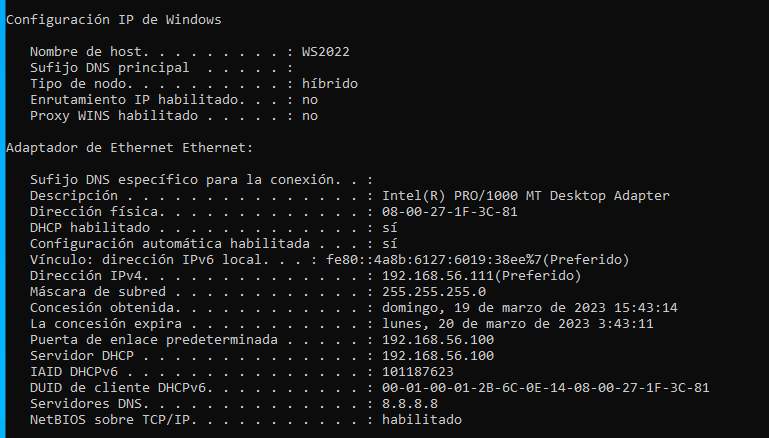 Configuración IP de Windows
Nombre de host. . . . . . . . . : WS2022
Sufijo DNS principal  . . . . . :
Tipo de nodo. . . . . . . . . . : híbrido
Enrutamiento IP habilitado. . . : no
Proxy WINS habilitado . . . . . : no
Adaptador de Ethernet Ethernet:
Sufijo DNS específico para la conexión. . :
Descripción . . . . . . . . . . . . . . . : Intel(R) PRO/1000 MT Desktop Adapter
Dirección física. . . . . . . . . . . . . : 08-00-27-1F-3C-81
DHCP habilitado . . . . . . . . . . . . . : sí
Configuración automática habilitada . . . : sí
Vínculo: dirección IPv6 local. . . : fe80::4a8b:6127:6019:38ee%7(Preferido)
Dirección IPv4. . . . . . . . . . . . . . : 192.168.56.111(Preferido)
Máscara de subred . . . . . . . . . . . . : 255.255.255.0
Concesión obtenida. . . . . . . . . . . . : domingo, 19 de marzo de 2023 15:43:14
La concesión expira . . . . . . . . . . . : lunes, 20 de marzo de 2023 3:43:11
Puerta de enlace predeterminada . . . . . : 192.168.56.100
Servidor DHCP . . . . . . . . . . . . . . : 192.168.56.100
IAID DHCPv6 . . . . . . . . . . . . . . . : 101187623
DUID de cliente DHCPv6. . . . . . . . . . : 00-01-00-01-2B-6C-0E-14-08-00-27-1F-3C-81
Servidores DNS. . . . . . . . . . . . . . : 8.8.8.8
NetBIOS sobre TCP/IP. . . . . . . . . . . : habilitado